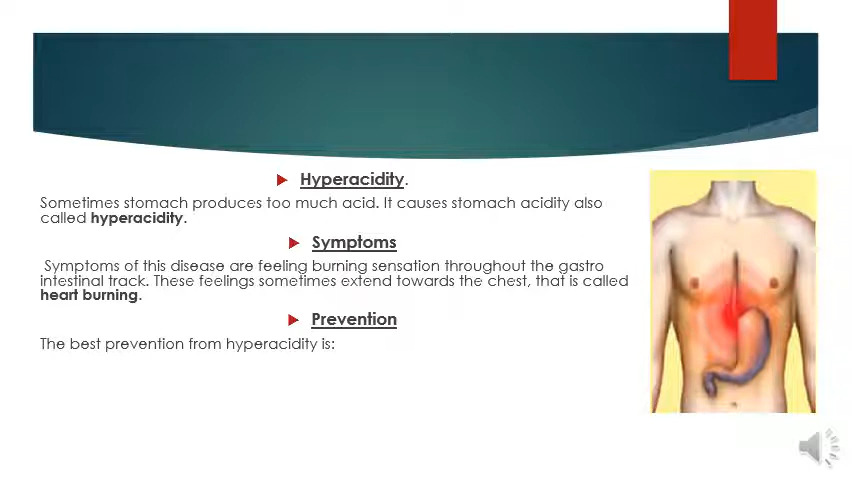 Hyperacidity.
Sometimes stomach produces too much acid. It causes stomach acidity also
called hyperacidity.
Symptoms
Symptoms of this disease are feeling burning sensation throughout the gastro
intestinal track. These feelings sometimes extend towards the chest, that is called
heart burning.
Prevention
The best prevention from hyperacidity is: